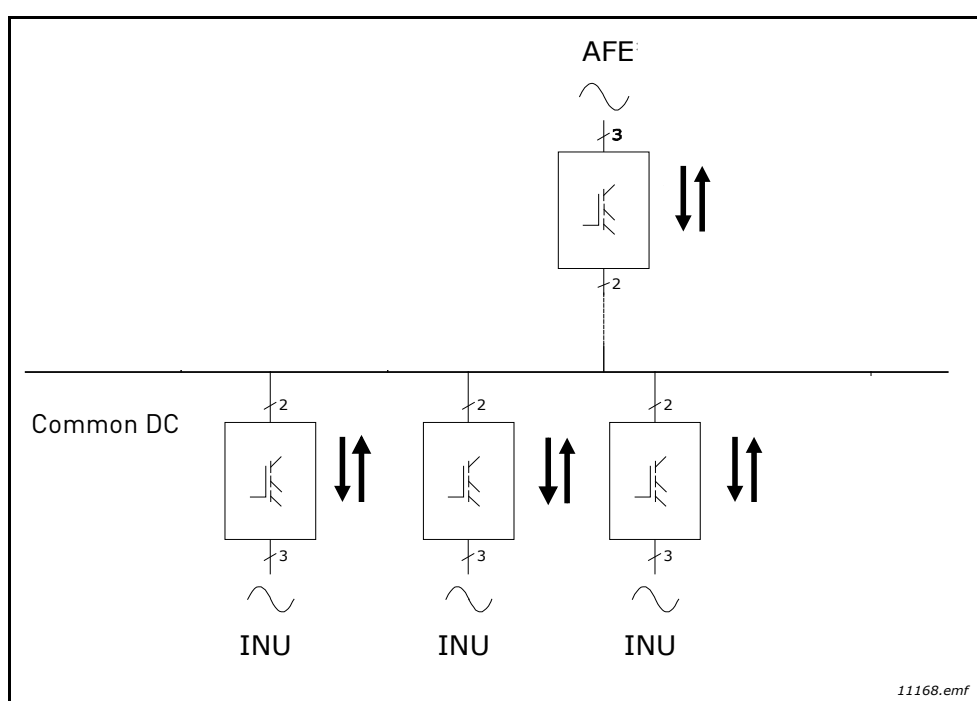 AFE
3
2
2 2 2
Common DC
3 3 3
INU INU INU
11168.emf